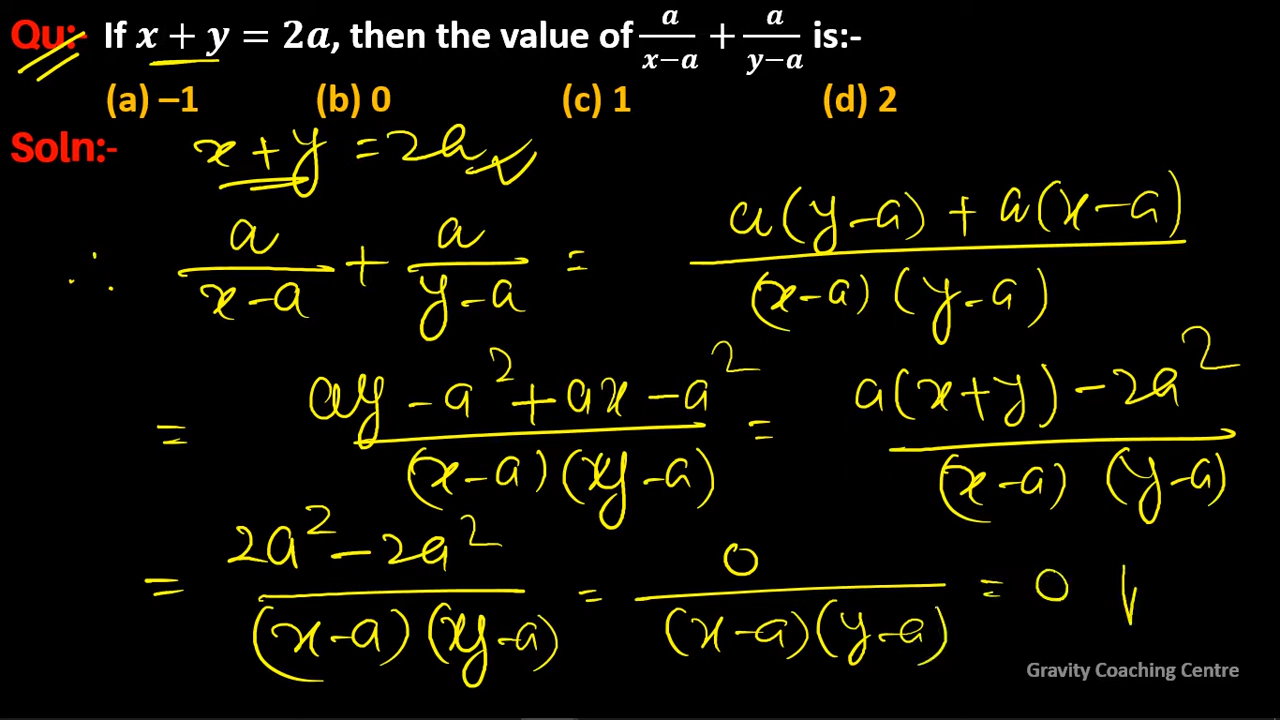 Qu:- If x + y = 2a, then the value of a/(x−a) + a/(y−a) is:-
(a) –1 (b) 0 (c) 1 (d) 2
Soln:- x + y = 2a
∴ a/(x-a) + a/(y-a) = (a(y-a) + a(x-a))/((x-a)(y-a))
= (ay - a² + ax - a²)/((x-a)(xy-a)) = (a(x+y) - 2a²)/((x-a)(y-a))
= (2a² - 2a²)/((x-a)(xy-a)) = 0/((x-a)(y-a)) = 0
Gravity Coaching Centre